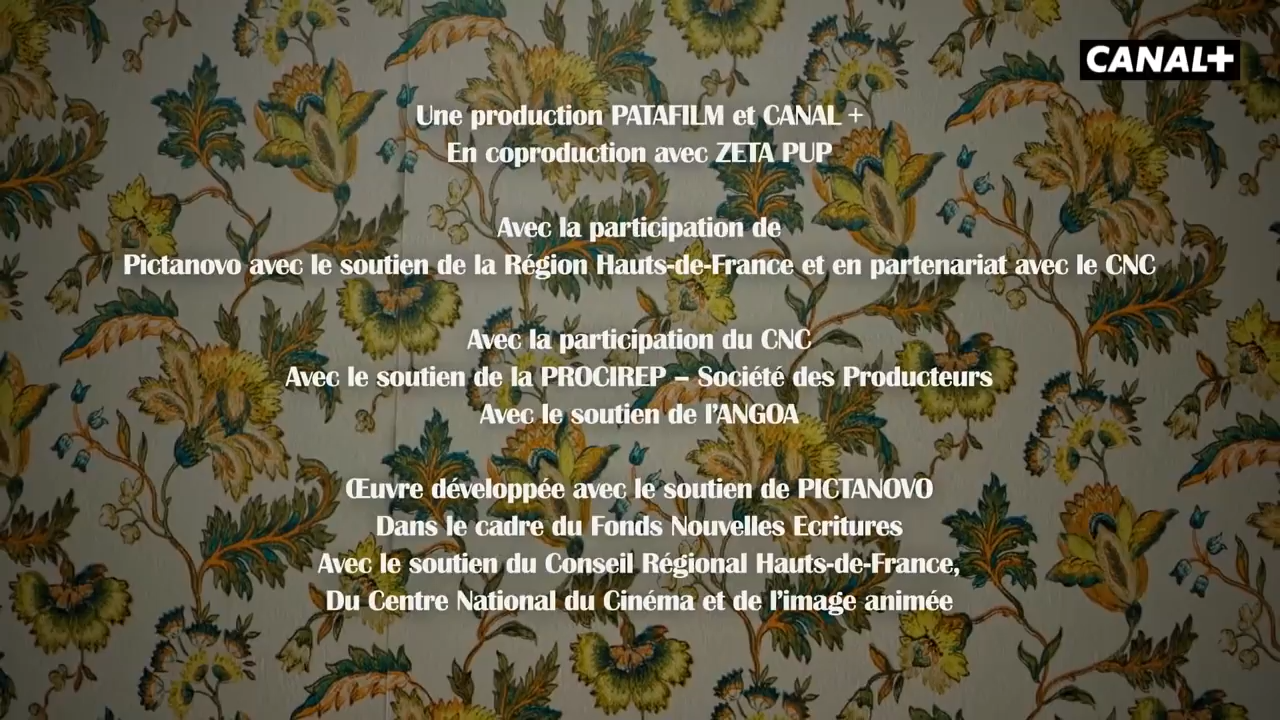 CANAL+
Une production PATAFILM et CANAL +
En coproduction avec ZETA PUP
Avec la participation de
Pictanovo avec le soutien de la Région Hauts-de-France et en partenariat avec le CNC
Avec la participation du CNC
Avec le soutien de la PROCIREP – Société des Producteurs
Avec le soutien de l’ANGOA
Œuvre développée avec le soutien de PICTANOVO
Dans le cadre du Fonds Nouvelles Ecritures
Avec le soutien du Conseil Régional Hauts-de-France,
Du Centre National du Cinéma et de l’image animée